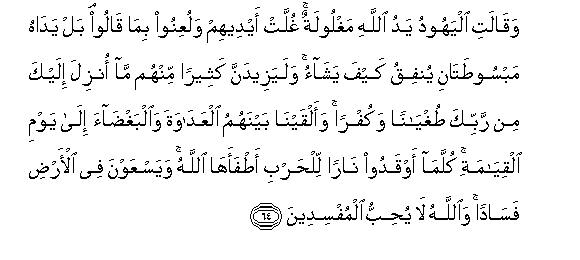 وَقَالَتِ ٱلْيَهُودُ يَدُ ٱللَّهِ مَغْلُولَةٌ ۚ غُلَّتْ أَيْدِيهِمْ وَلُعِنُوا۟ بِمَا قَالُوا۟ ۘ بَلْ يَدَاهُ
مَبْسُوطَتَانِ يُنفِقُ كَيْفَ يَشَآءُ ۚ وَلَيَزِيدَنَّ كَثِيرًا مِّنْهُم مَّآ أُنزِلَ إِلَيْكَ
مِن رَّبِّكَ طُغْيَـٰنًا وَكُفْرًا ۚ وَأَلْقَيْنَا بَيْنَهُمُ ٱلْعَدَٰوَةَ وَٱلْبَغْضَآءَ إِلَىٰ يَوْمِ
ٱلْقِيَـٰمَةِ ۚ كُلَّمَآ أَوْقَدُوا۟ نَارًا لِّلْحَرْبِ أَطْفَأَهَا ٱللَّهُ ۚ وَيَسْعَوْنَ فِى ٱلْأَرْضِ
فَسَادًا ۚ وَٱللَّهُ لَا يُحِبُّ ٱلْمُفْسِدِينَ ٦٤